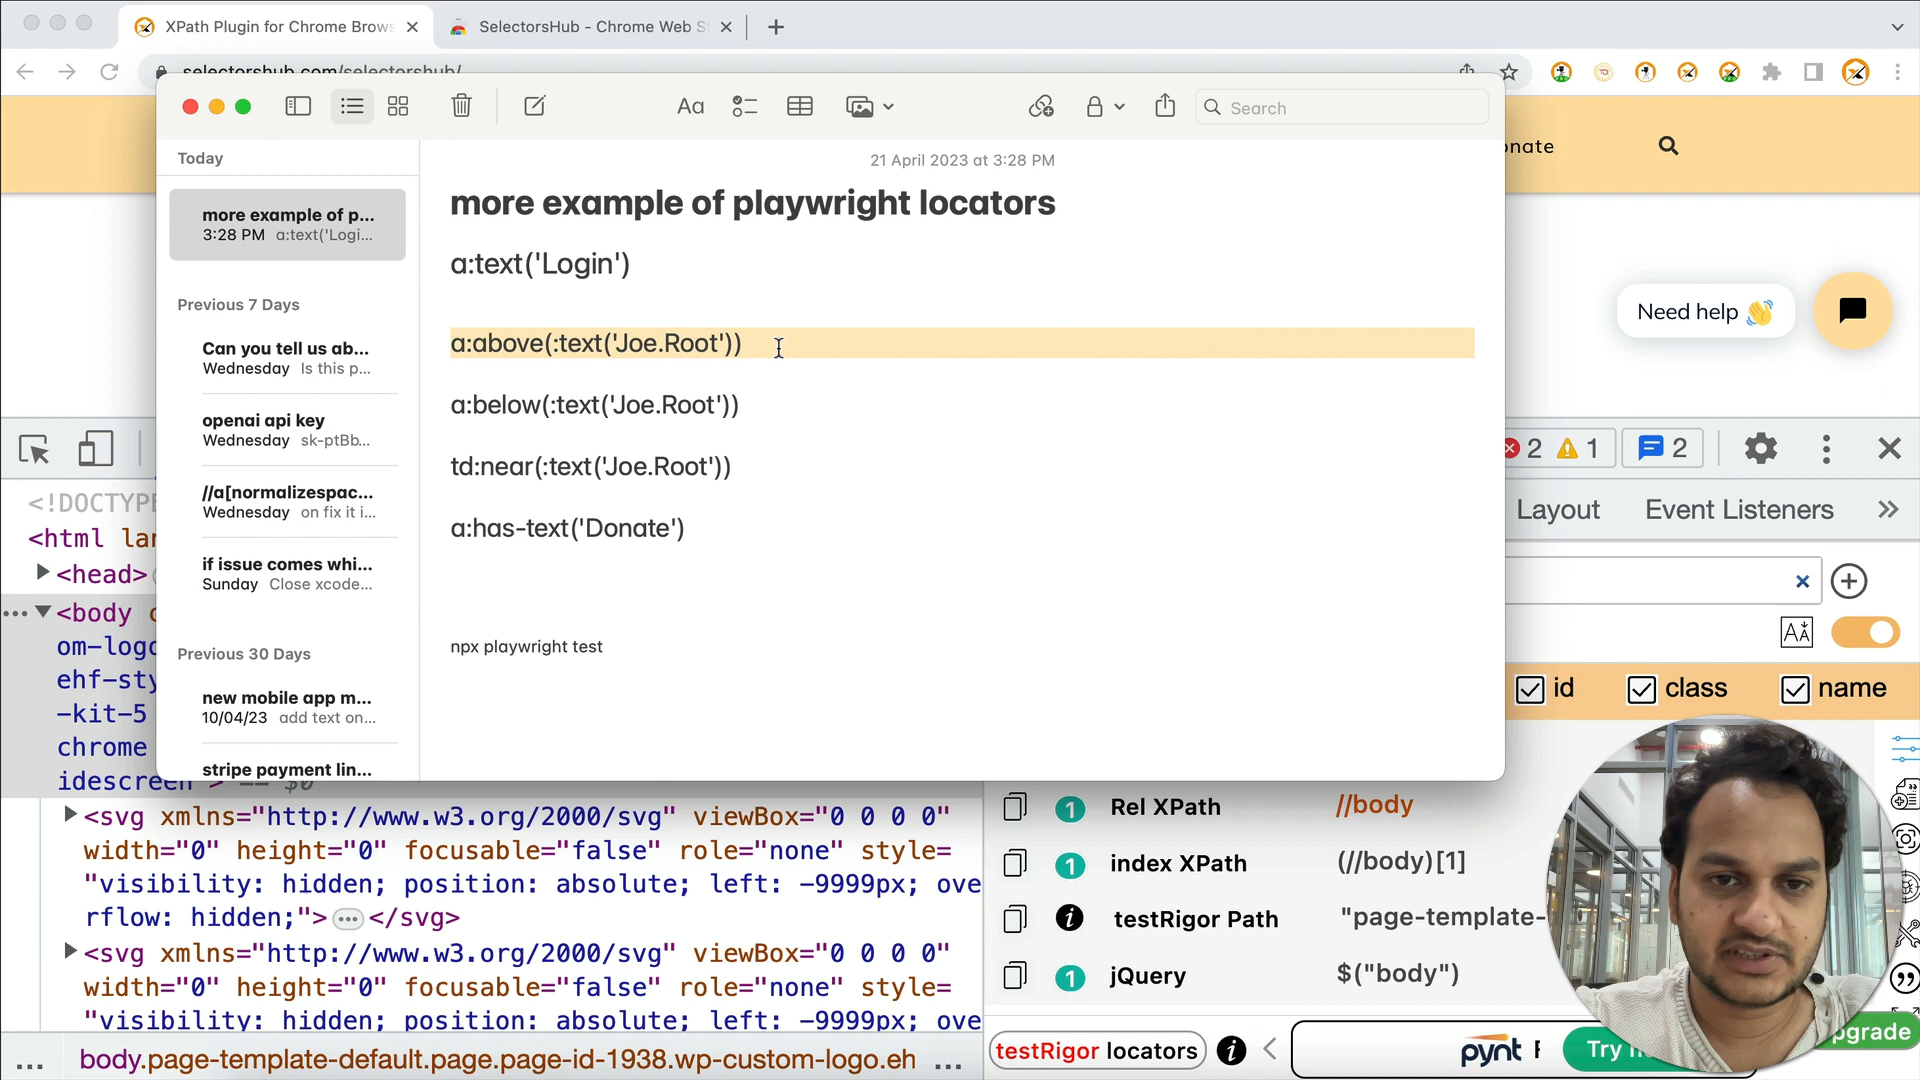 XPath Plugin for Chrome Brows
SelectorsHub - Chrome Web S
selectorshub.com/selectorshub/
Search
Today
21 April 2023 at 3:28 PM
more example of p...
3:28 PM a:text('Logi...
Previous 7 Days
Can you tell us ab...
Wednesday Is this p...
openai api key
Wednesday sk-ptBb...
//a[normalizespac...
Wednesday on fix it i...
if issue comes whi...
Sunday Close xcode...
Previous 30 Days
new mobile app m...
10/04/23 add text on...
stripe payment lin...
more example of playwright locators
a:text('Login')
a:above(:text('Joe.Root'))
a:below(:text('Joe.Root'))
td:near(:text('Joe.Root'))
a:has-text('Donate')
npx playwright test
onate
Need help 👋
2 1 2
Layout Event Listeners
id class name
<!DOCTYPE
<html lan
<head>
<body c
om-logo
ehf-sty
-kit-5
chrome
idescreen"> == $0
<svg xmlns="http://www.w3.org/2000/svg" viewBox="0 0 0 0"
width="0" height="0" focusable="false" role="none" style=
"visibility: hidden; position: absolute; left: -9999px; ove
rflow: hidden;"> ... </svg>
<svg xmlns="http://www.w3.org/2000/svg" viewBox="0 0 0 0"
width="0" height="0" focusable="false" role="none" style=
"visibility: hidden; position: absolute; left: -9999px; ove
... body.page-template-default.page.page-id-1938.wp-custom-logo.eh ...
1 Rel XPath //body
1 index XPath (//body)[1]
testRigor Path "page-template-
1 jQuery $("body")
testRigor locators
pynt
Try
pgrade